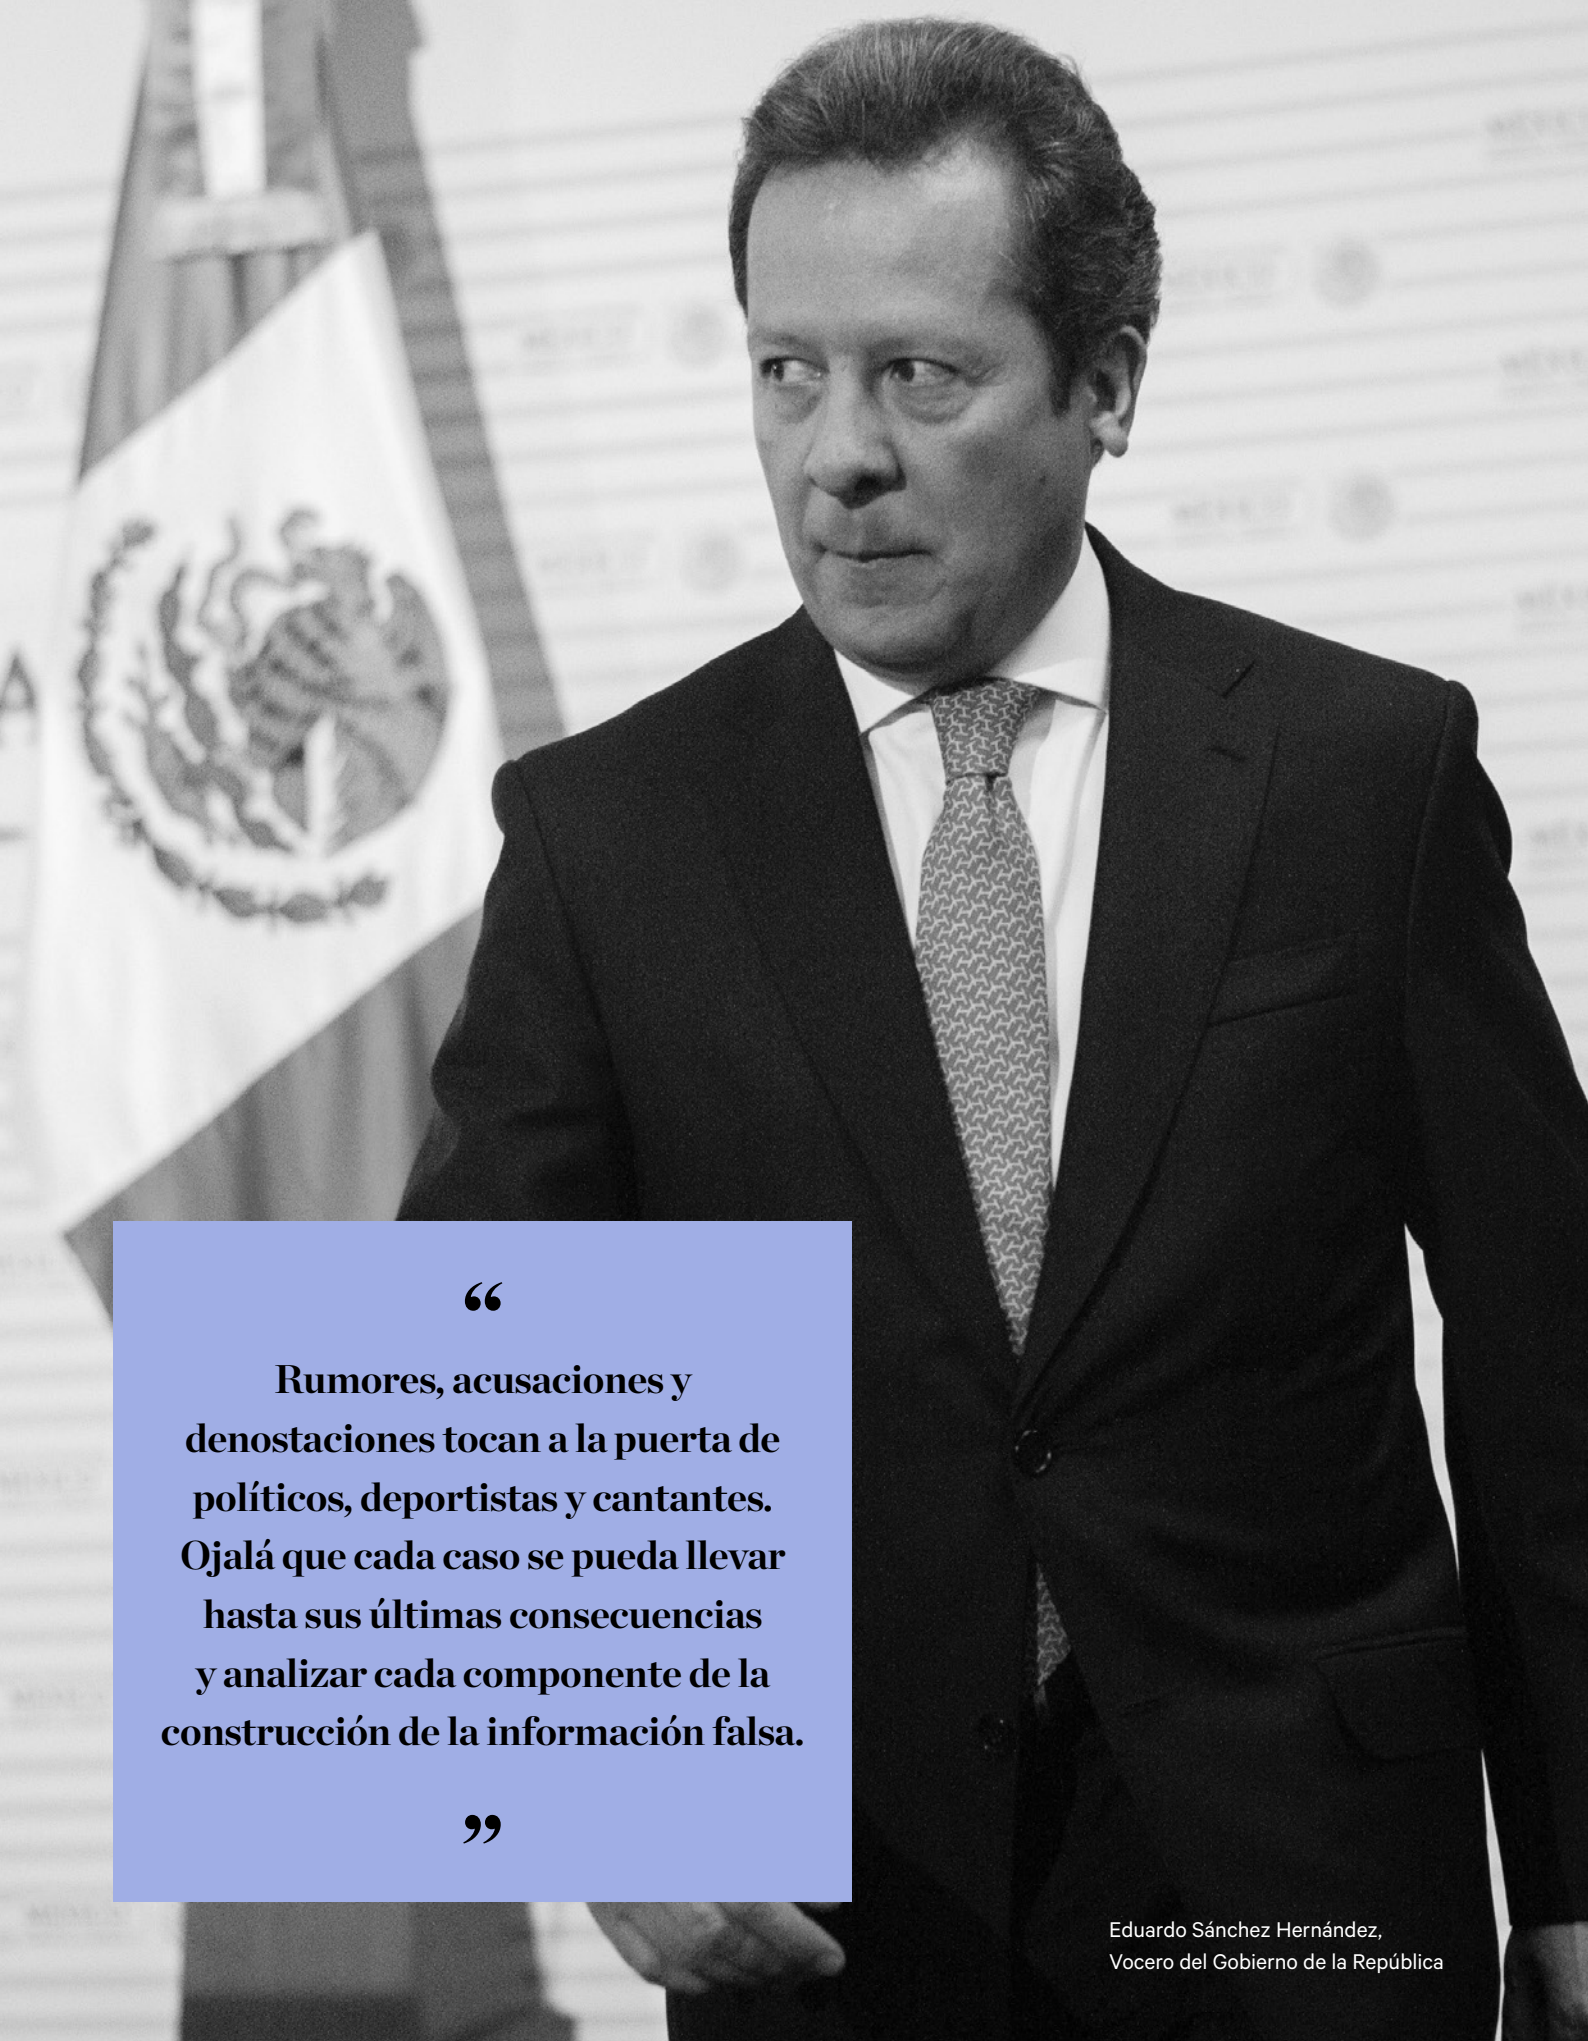 “
Rumores, acusaciones y
denostaciones tocan a la puerta de
políticos, deportistas y cantantes.
Ojalá que cada caso se pueda llevar
hasta sus últimas consecuencias
y analizar cada componente de la
construcción de la información falsa.
”
Eduardo Sánchez Hernández,
Vocero del Gobierno de la República